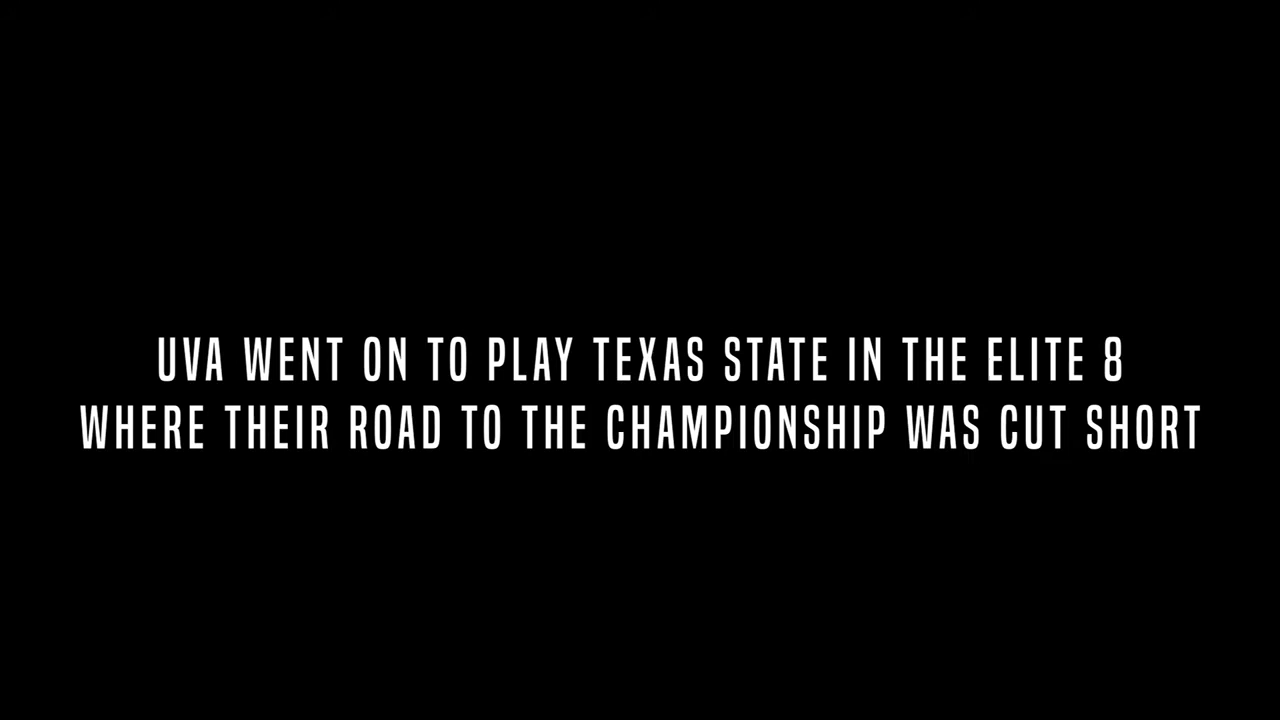 UVA WENT ON TO PLAY TEXAS STATE IN THE ELITE 8
WHERE THEIR ROAD TO THE CHAMPIONSHIP WAS CUT SHORT